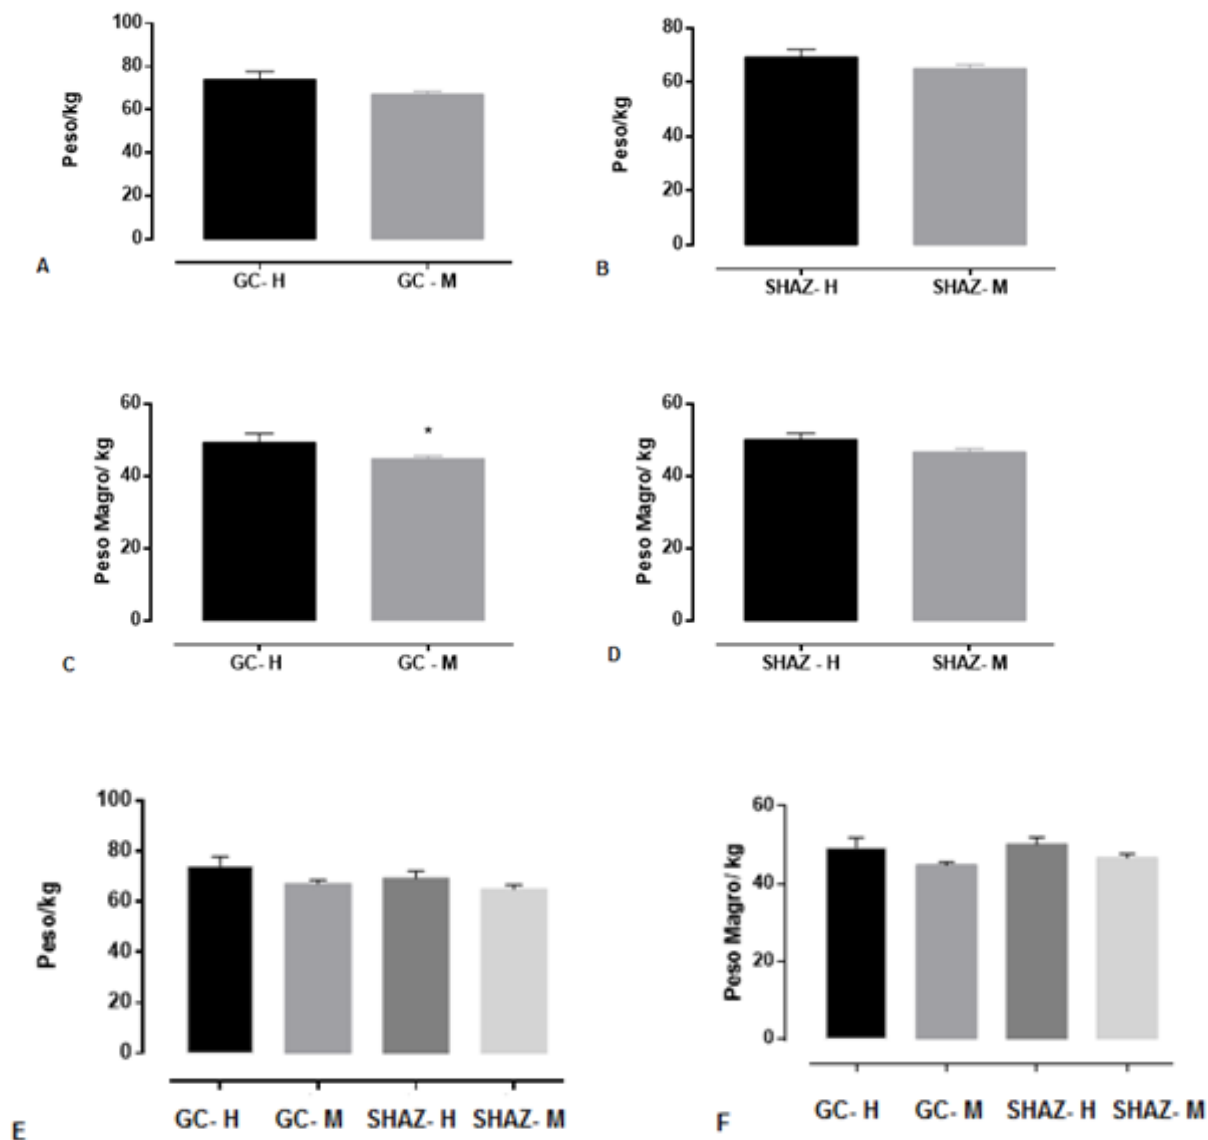 100
80
60
40
20
0
Peso/kg
GC- H
GC - M
A
80
60
40
20
0
Peso/kg
SHAZ- H
SHAZ- M
B
60
40
20
0
Peso Magro/ kg
*
GC- H
GC - M
C
60
40
20
0
Peso Magro/ kg
SHAZ - H
SHAZ- M
D
100
80
60
40
20
0
Peso/kg
GC- H
GC- M
SHAZ- H
SHAZ- M
E
60
40
20
0
Peso Magro/ kg
GC- H
GC- M
SHAZ- H
SHAZ- M
F